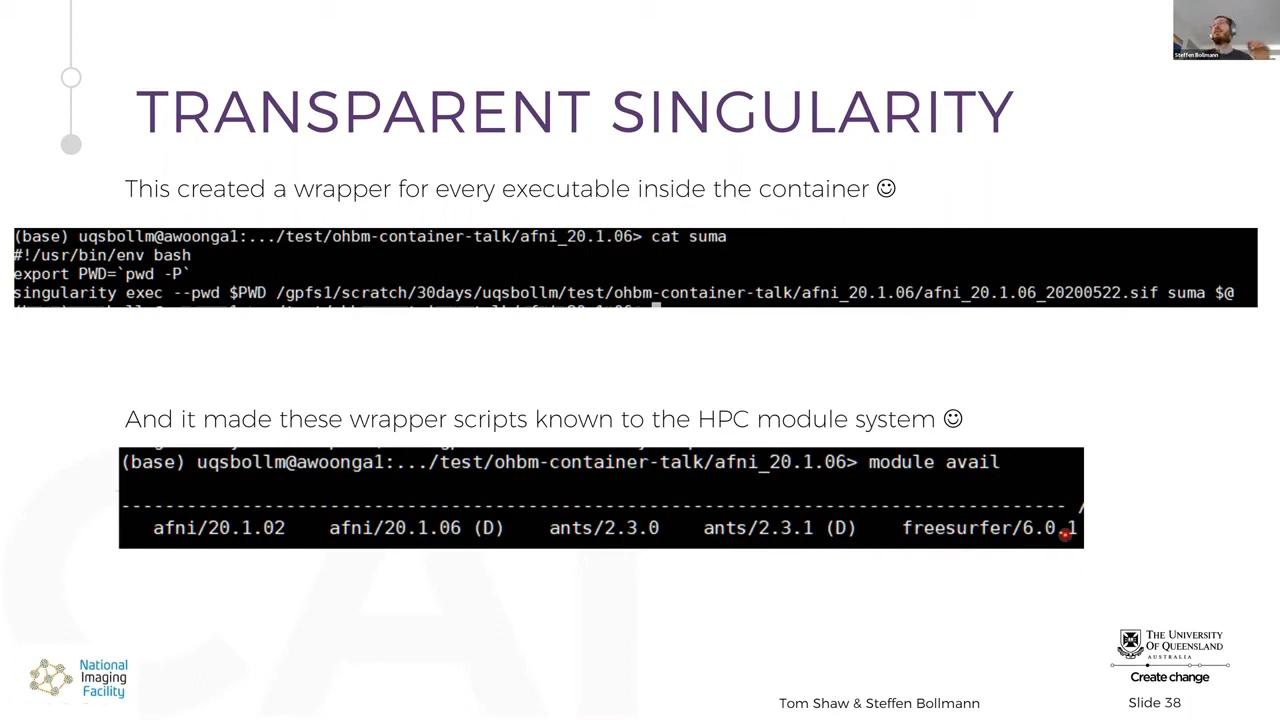 Steffen Bollmann
TRANSPARENT SINGULARITY
This created a wrapper for every executable inside the container ☺
(base) uqsbollm@awoonga1:.../test/ohbm-container-talk/afni_20.1.06> cat suma
#!/usr/bin/env bash
export PWD=`pwd -P`
singularity exec --pwd $PWD /gpfs1/scratch/30days/uqsbollm/test/ohbm-container-talk/afni_20.1.06/afni_20.1.06_20200522.sif suma $@
And it made these wrapper scripts known to the HPC module system ☺
(base) uqsbollm@awoonga1:.../test/ohbm-container-talk/afni_20.1.06> module avail
-------------------------------------------------------------------------------------- /
afni/20.1.02 afni/20.1.06 (D) ants/2.3.0 ants/2.3.1 (D) freesurfer/6.0.1
CAI
National
Imaging
Facility
THE UNIVERSITY
OF QUEENSLAND
AUSTRALIA
Create change
Tom Shaw & Steffen Bollmann
Slide 38